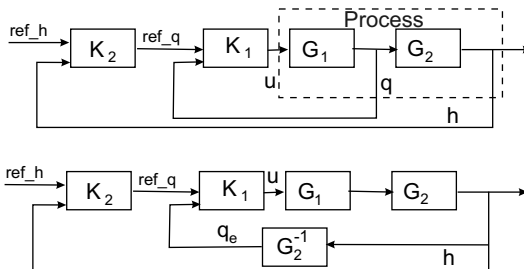 Process
ref_h
K₂
ref_q
K₁
u
G₁
q
G₂
h
ref_h
K₂
ref_q
K₁
u
G₁
G₂
qₑ
G₂⁻¹
h